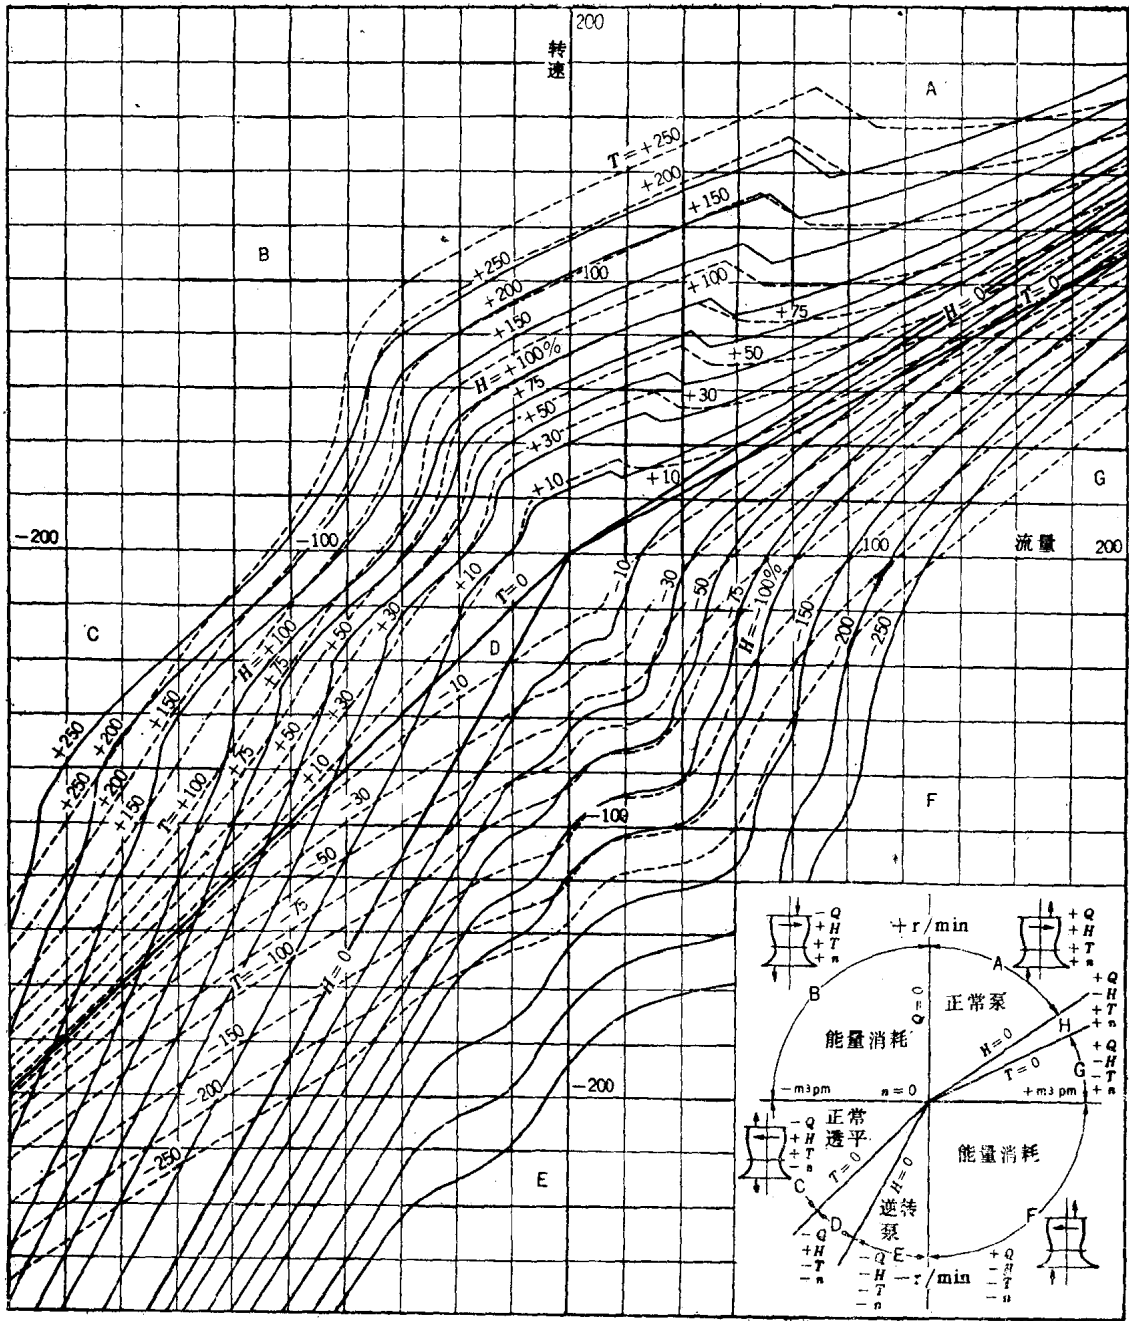 200
转速
A
T=+250
+200
+150
B
+250
+200
100
+100
+150
+75
H=0
T=0
H=+100%
+75
+50
+50
+30
+30
+10
+10
G
-200
-100
100
流量
200
+10
T=0
-10
-30
-50
-75
H=-100%
-150
200
-250
C
H=+100
+75
+50
+30
D
-10
+250
+200
+150
+30
+50
+75
+10
+250
+200
+150
T=+100
-30
-100
F
-50
-75
T=-100
H=0
-150
-200
-200
-250
E
+r/min
-Q
+H
+T
+n
+Q
+H
+T
+n
A
B
Q=0
正常泵
H
+Q
-H
+T
+n
能量消耗
H=0
T=0
+Q
-H
-T
+n
G
-m3pm
n=0
+m3pm
-Q
+H
+T
-n
正常
透平
T=0
H=0
能量消耗
C
D
逆转
泵
E
F
-Q
+H
-T
-n
-Q
-H
-T
-n
-r/min
+Q
-H
-T
-n